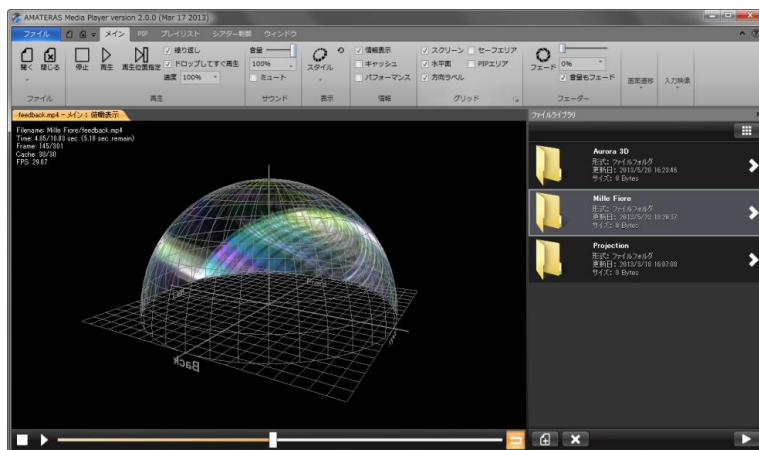 AMATERAS Media Player version 2.0.0 (Mar 17 2013)
ファイル メイン PIP プレイリスト シアター制御 ウィンドウ
開く 閉じる 停止 再生 再生位置指定
繰り返し
ドロップしてすぐ再生
速度 100%
音量
100%
ミュート
スタイル
情報表示
キャッシュ
パフォーマンス
スクリーン セーフエリア
水平面 PIPエリア
方向ラベル
フェード 0%
音量もフェード
画面遷移 入力映像
ファイル 再生 サウンド 表示 情報 グリッド フェーダー
feedback.mp4 - メイン : 俯瞰表示
ファイルライブラリ
Filename: Mille Fiore/feedback.mp4
Time: 4.85/10.03 sec. (5.18 sec. remain)
Frame: 145/301
Cache: 30/30
FPS: 29.87
Left
Front
Back
Aurora 3D
形式: ファイルフォルダ
更新日: 2013/5/20 16:23:46
サイズ: 0 Bytes
Mille Fiore
形式: ファイルフォルダ
サイズ: 0 Bytes
Projection
形式: ファイルフォルダ
更新日: 2013/3/18 16:07:08
サイズ: 0 Bytes